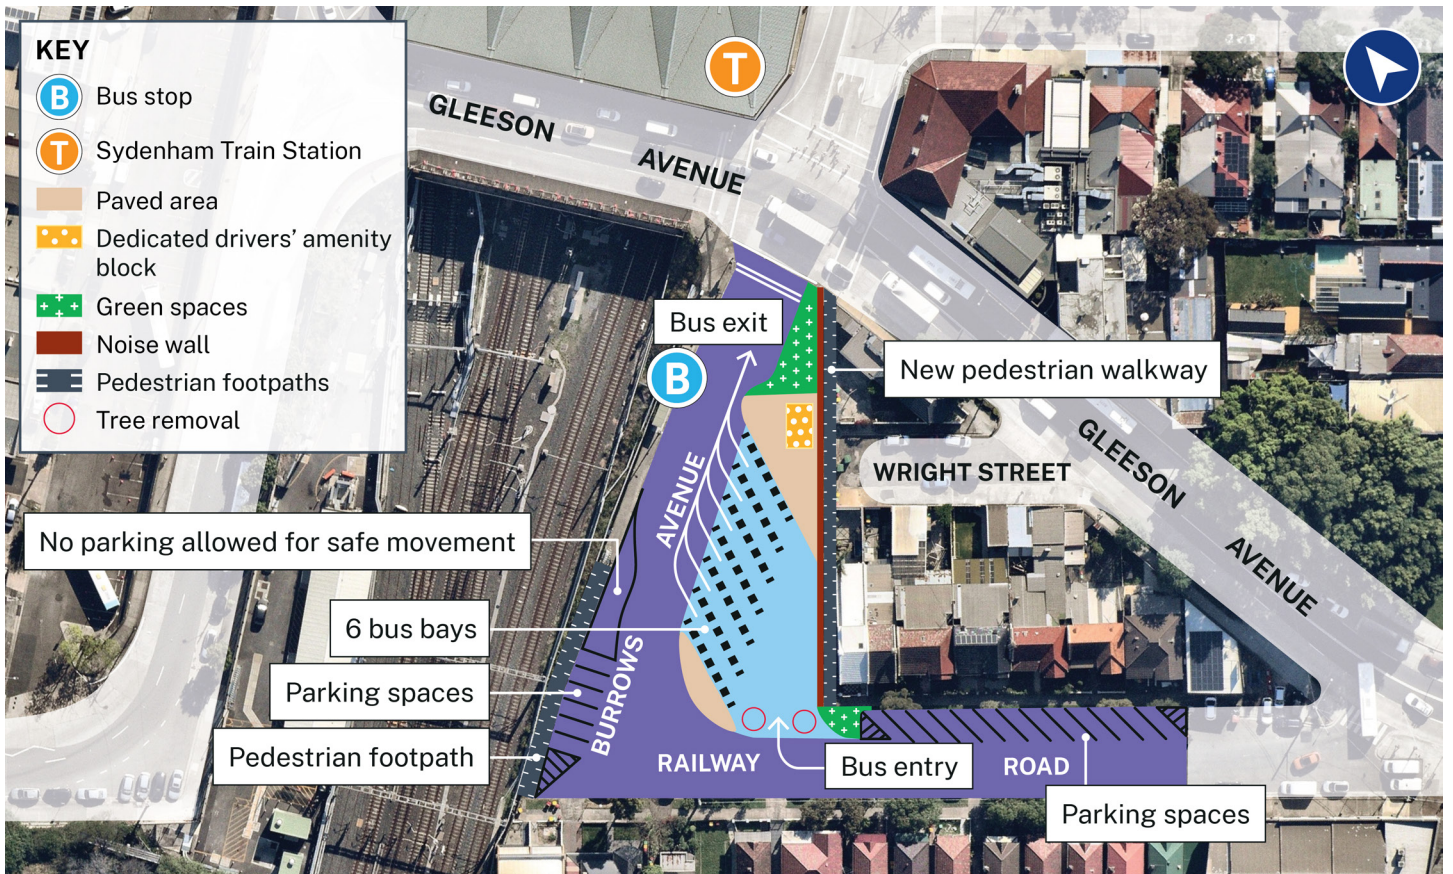 KEY
B Bus stop
T Sydenham Train Station
Paved area
Dedicated drivers’ amenity
block
Green spaces
Noise wall
Pedestrian footpaths
Tree removal
T
GLEESON
AVENUE
Bus exit
B
New pedestrian walkway
GLEESON
AVENUE
WRIGHT STREET
AVENUE
BURROWS
No parking allowed for safe movement
6 bus bays
Parking spaces
Pedestrian footpath
RAILWAY
ROAD
Bus entry
Parking spaces